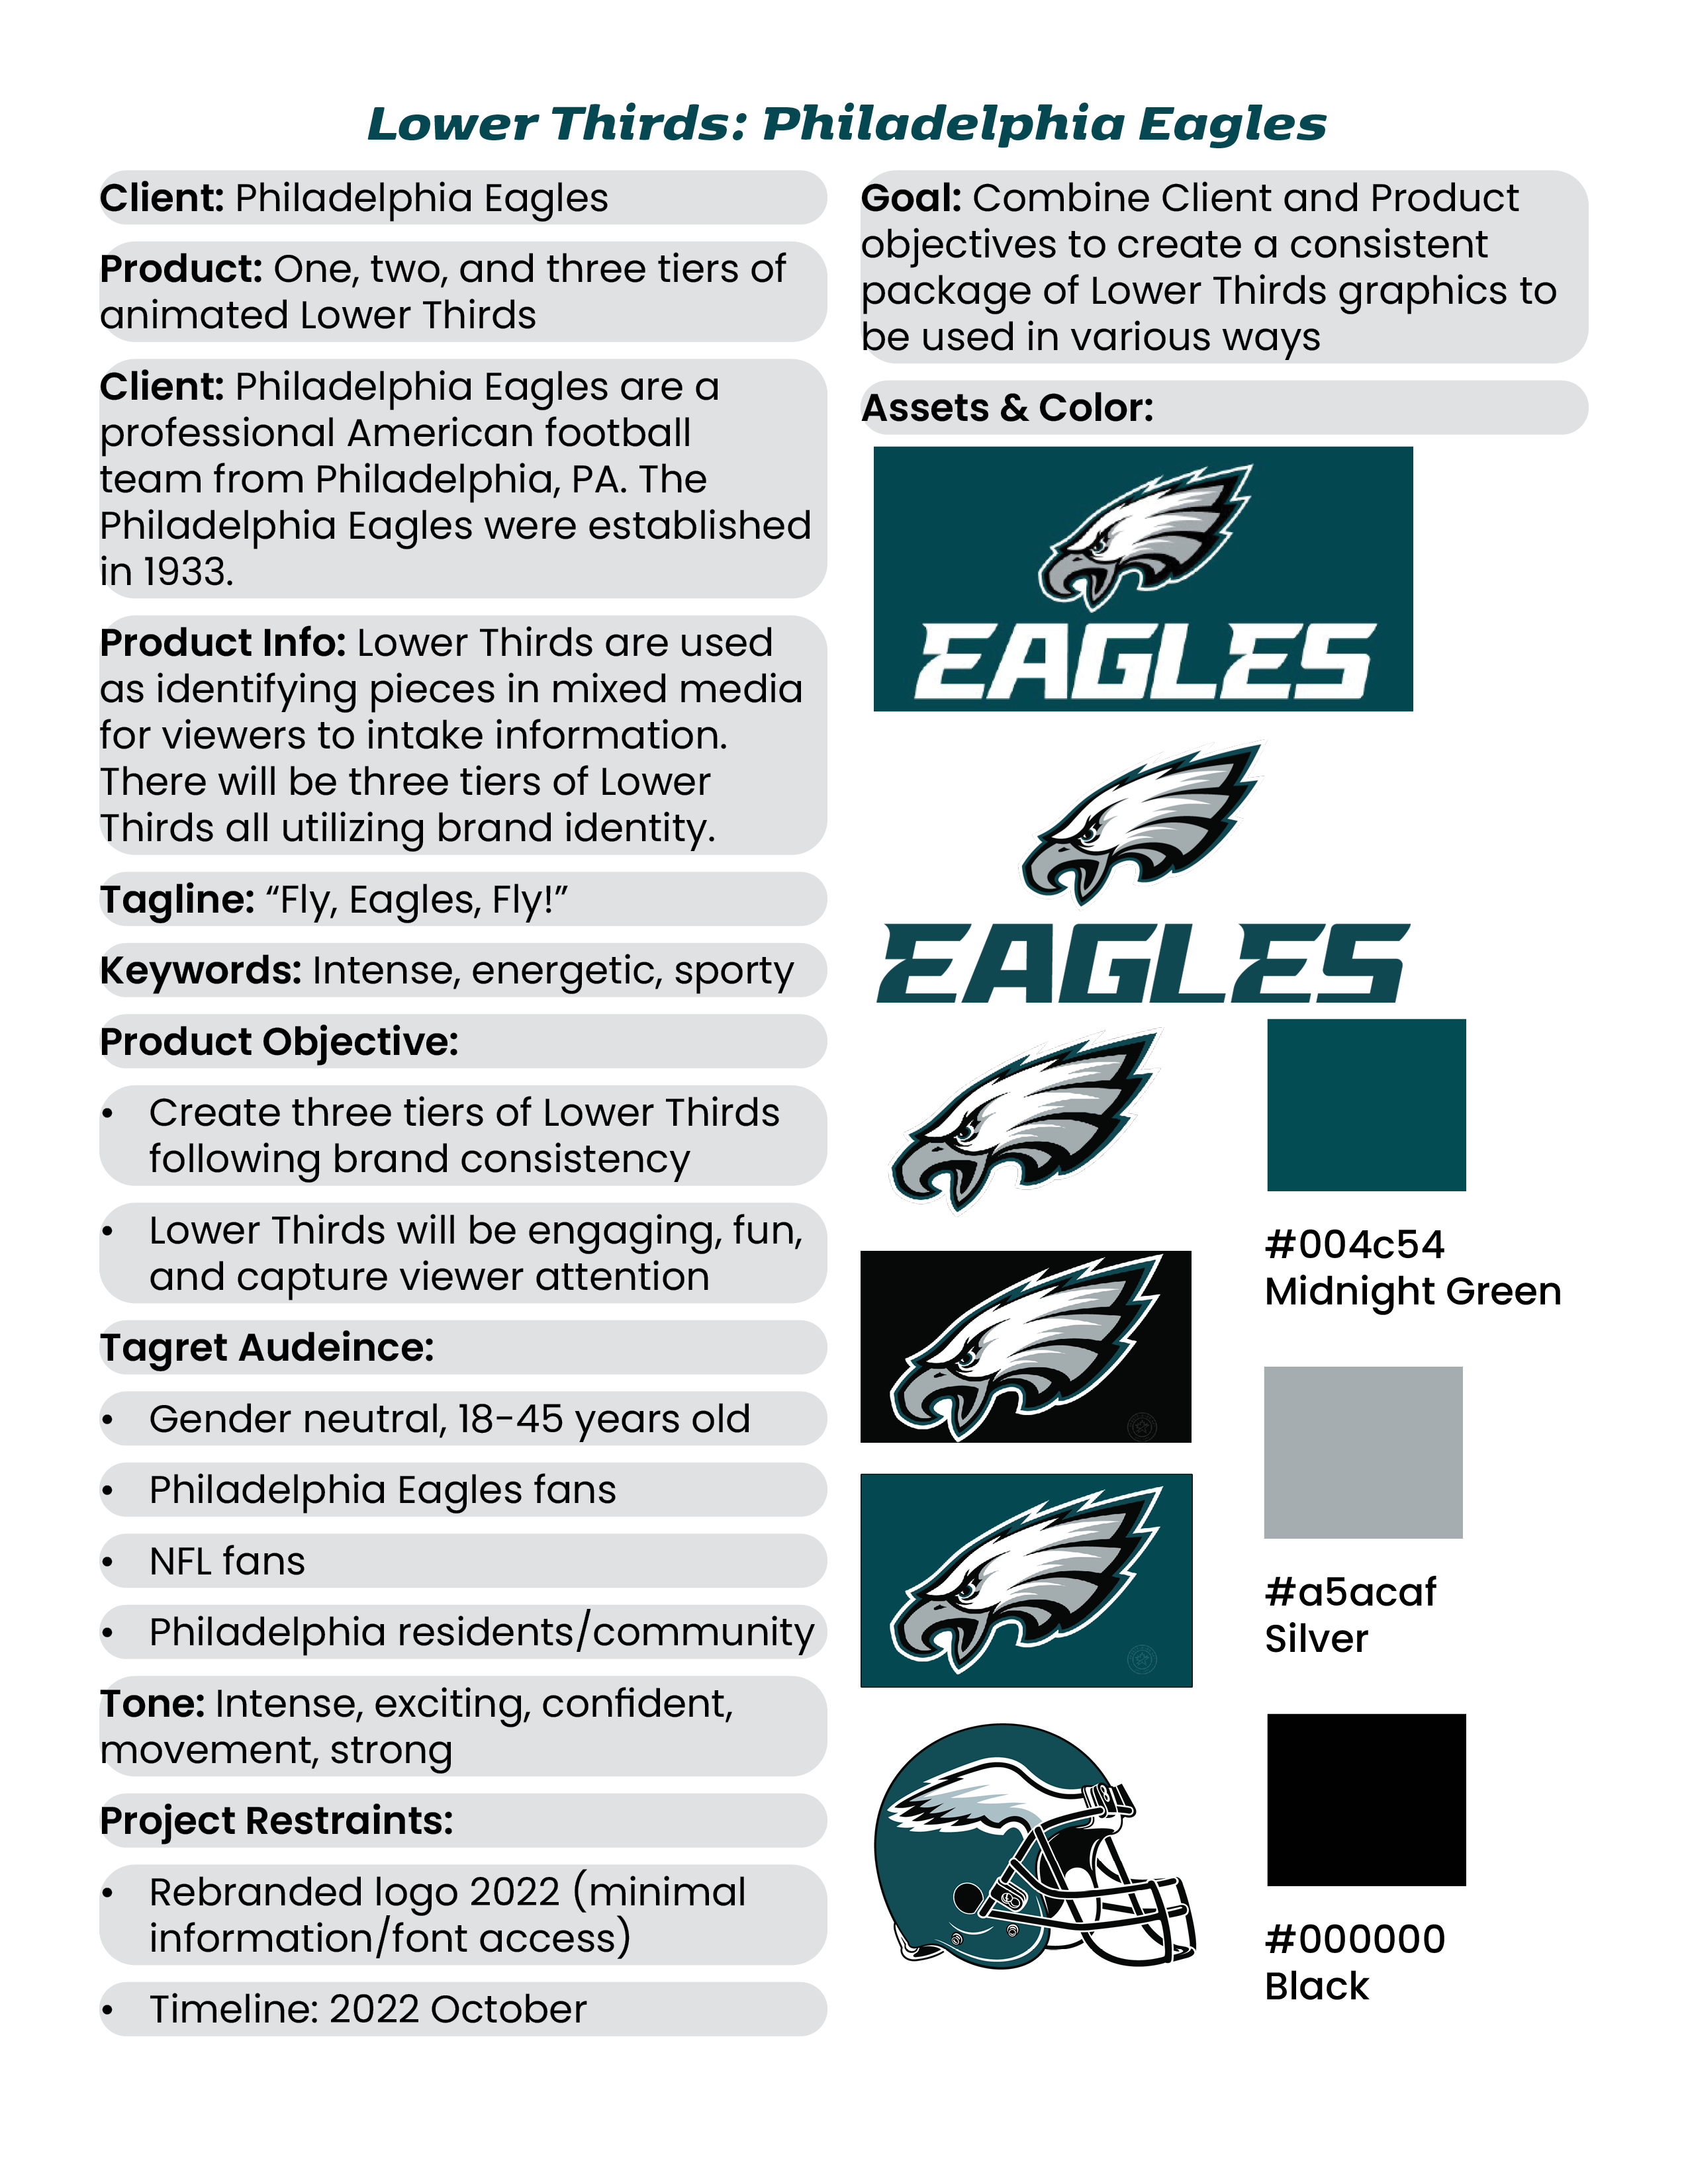 Lower Thirds: Philadelphia Eagles
Client: Philadelphia Eagles
Product: One, two, and three tiers of
animated Lower Thirds
Client: Philadelphia Eagles are a
professional American football
team from Philadelphia, PA. The
Philadelphia Eagles were established
in 1933.
Product Info: Lower Thirds are used
as identifying pieces in mixed media
for viewers to intake information.
There will be three tiers of Lower
Thirds all utilizing brand identity.
Tagline: “Fly, Eagles, Fly!”
Keywords: Intense, energetic, sporty
Product Objective:
• Create three tiers of Lower Thirds
following brand consistency
• Lower Thirds will be engaging, fun,
and capture viewer attention
Tagret Audeince:
• Gender neutral, 18-45 years old
• Philadelphia Eagles fans
• NFL fans
• Philadelphia residents/community
Tone: Intense, exciting, confident,
movement, strong
Project Restraints:
• Rebranded logo 2022 (minimal
information/font access)
• Timeline: 2022 October
Goal: Combine Client and Product
objectives to create a consistent
package of Lower Thirds graphics to
be used in various ways
Assets & Color:
EAGLES
EAGLES
#004c54
Midnight Green
#a5acaf
Silver
#000000
Black